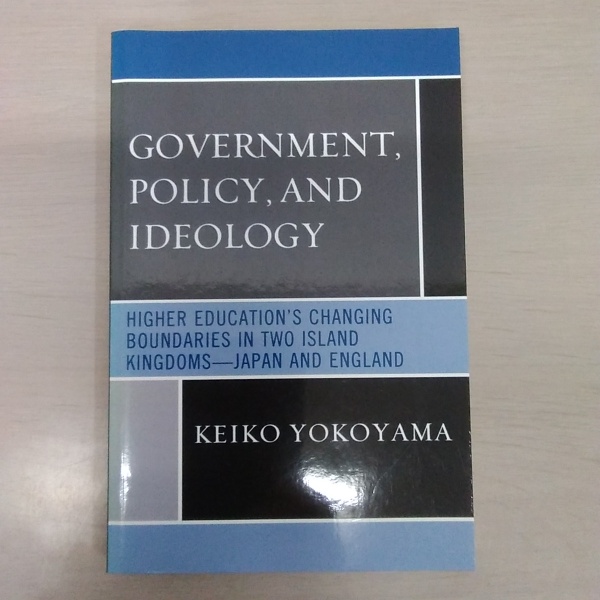 GOVERNMENT,
POLICY, AND
IDEOLOGY
HIGHER EDUCATION'S CHANGING
BOUNDARIES IN TWO ISLAND
KINGDOMS—JAPAN AND ENGLAND
KEIKO YOKOYAMA